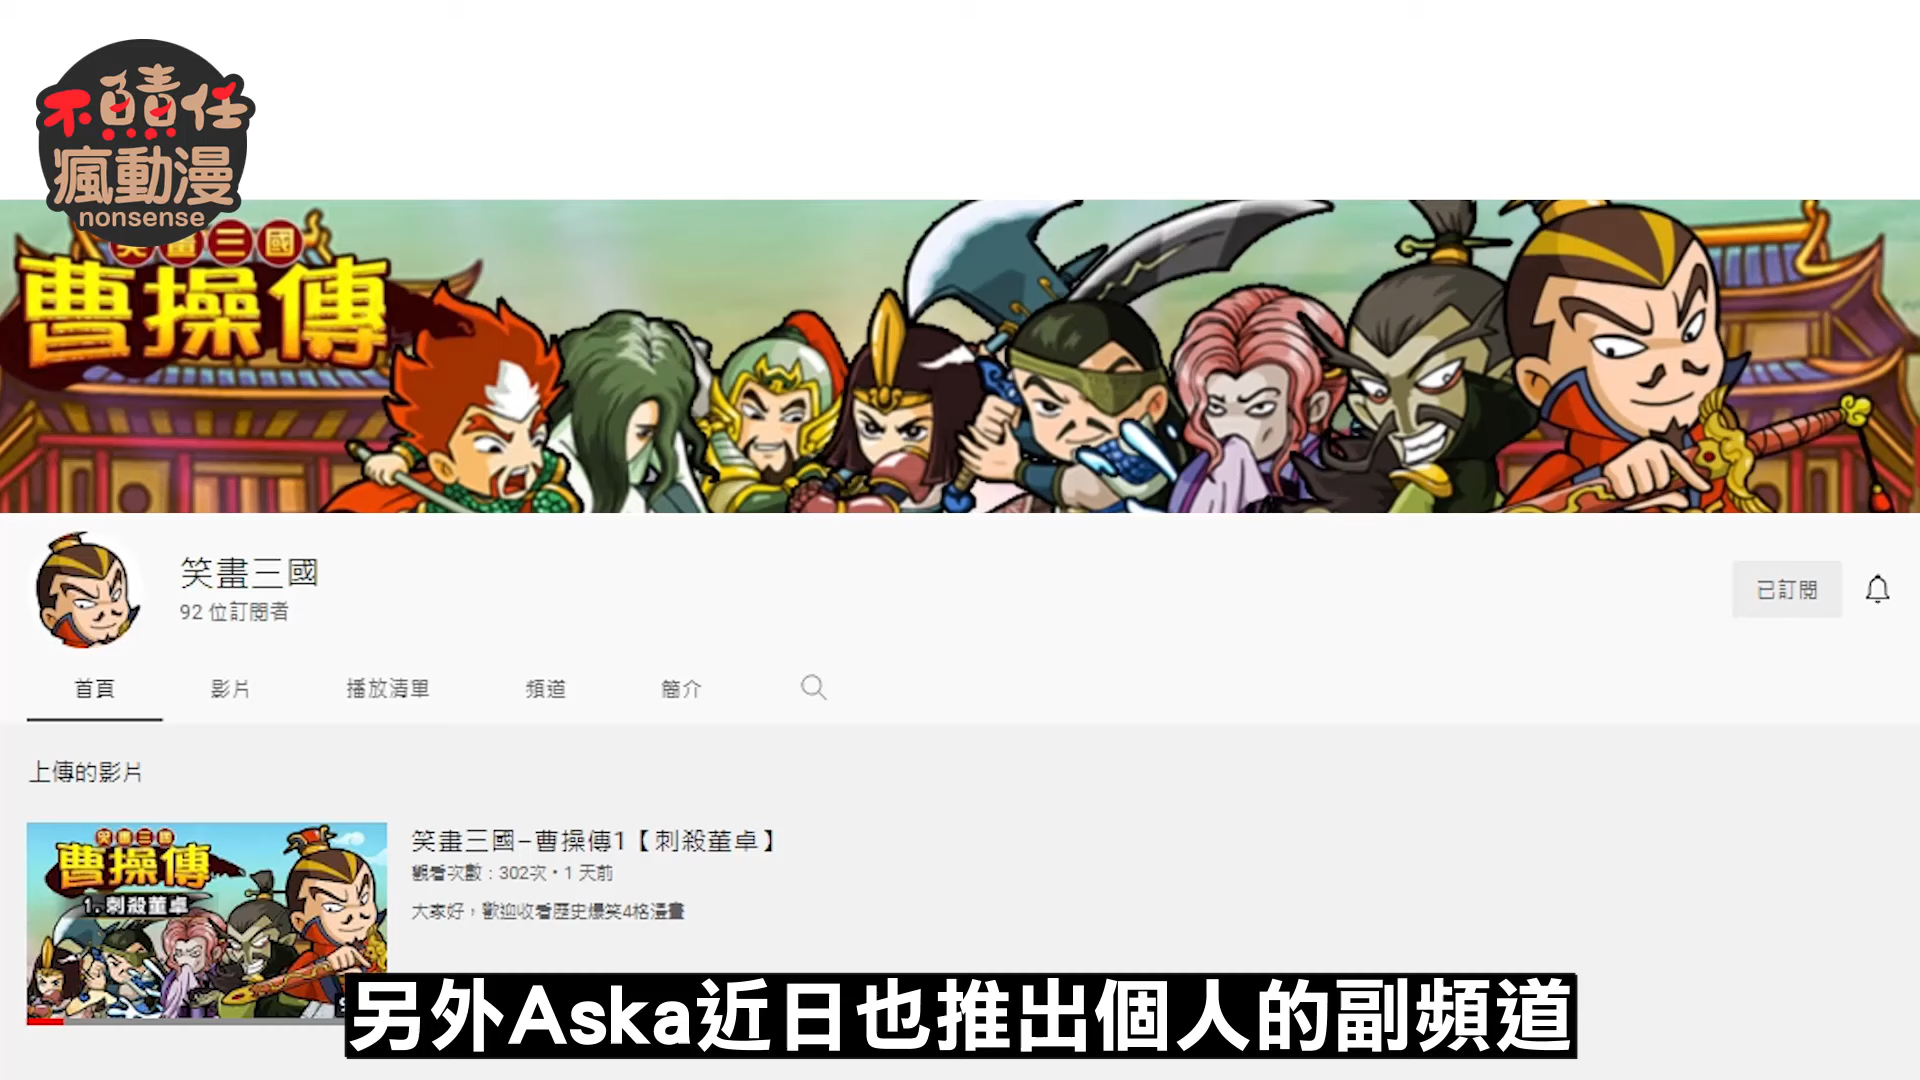 不負責任
瘋動漫
nonsense
笑畫三國
曹操傳
笑畫三國
92 位訂閱者
已訂閱
首頁
影片
播放清單
頻道
簡介
上傳的影片
笑畫三國
曹操傳
1.刺殺董卓
笑畫三國–曹操傳1【刺殺董卓】
觀看次數：302次・1 天前
大家好，歡迎收看歷史爆笑4格漫畫
另外Aska近日也推出個人的副頻道